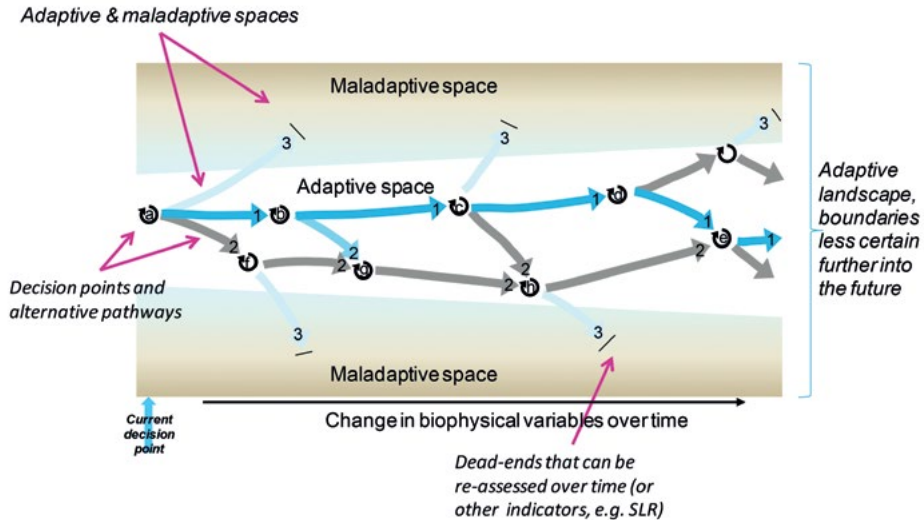 Adaptive & maladaptive spaces
Maladaptive space
3
3
3
Adaptive space
a
1
b
1
c
1
d
1
e
1
2
f
2
2
g
2
2
h
2
3
3
Adaptive
landscape,
boundaries
less certain
further into
the future
Decision points and
alternative pathways
Maladaptive space
Change in biophysical variables over time
Current
decision
point
Dead-ends that can be
re-assessed over time (or
other indicators, e.g. SLR)